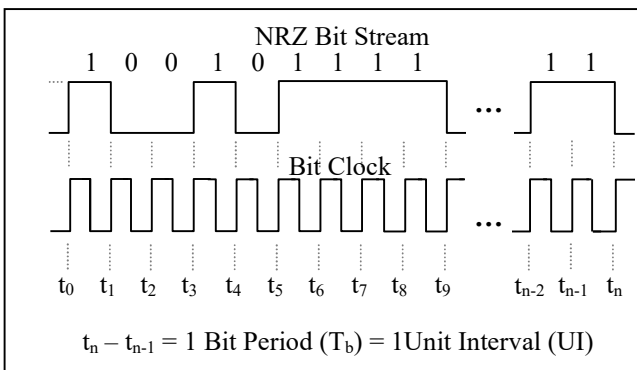 NRZ Bit Stream
1 0 0 1 0 1 1 1 1 ... 1 1
Bit Clock
...
t₀ t₁ t₂ t₃ t₄ t₅ t₆ t₇ t₈ t₉ tₙ₋₂ tₙ₋₁ tₙ
tₙ – tₙ₋₁ = 1 Bit Period (T_b) = 1Unit Interval (UI)